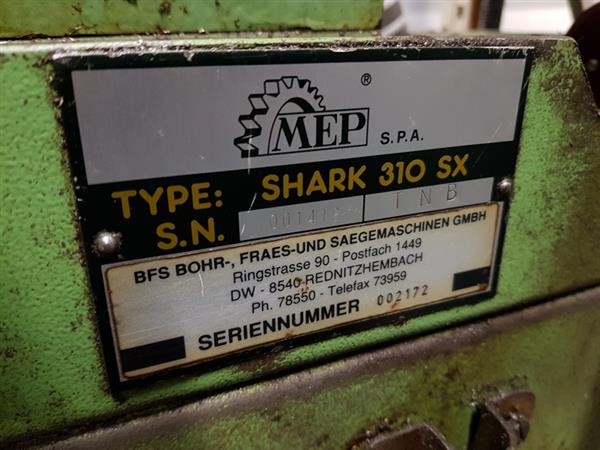 MEP ®
S.P.A.
TYPE: SHARK 310 SX
S.N. TNB
BFS BOHR-, FRAES-UND SAEGEMASCHINEN GMBH
Ringstrasse 90 - Postfach 1449
DW - 8540 REDNITZHEMBACH
Ph. 78550 - Telefax 73959
SERIENNUMMER 002172